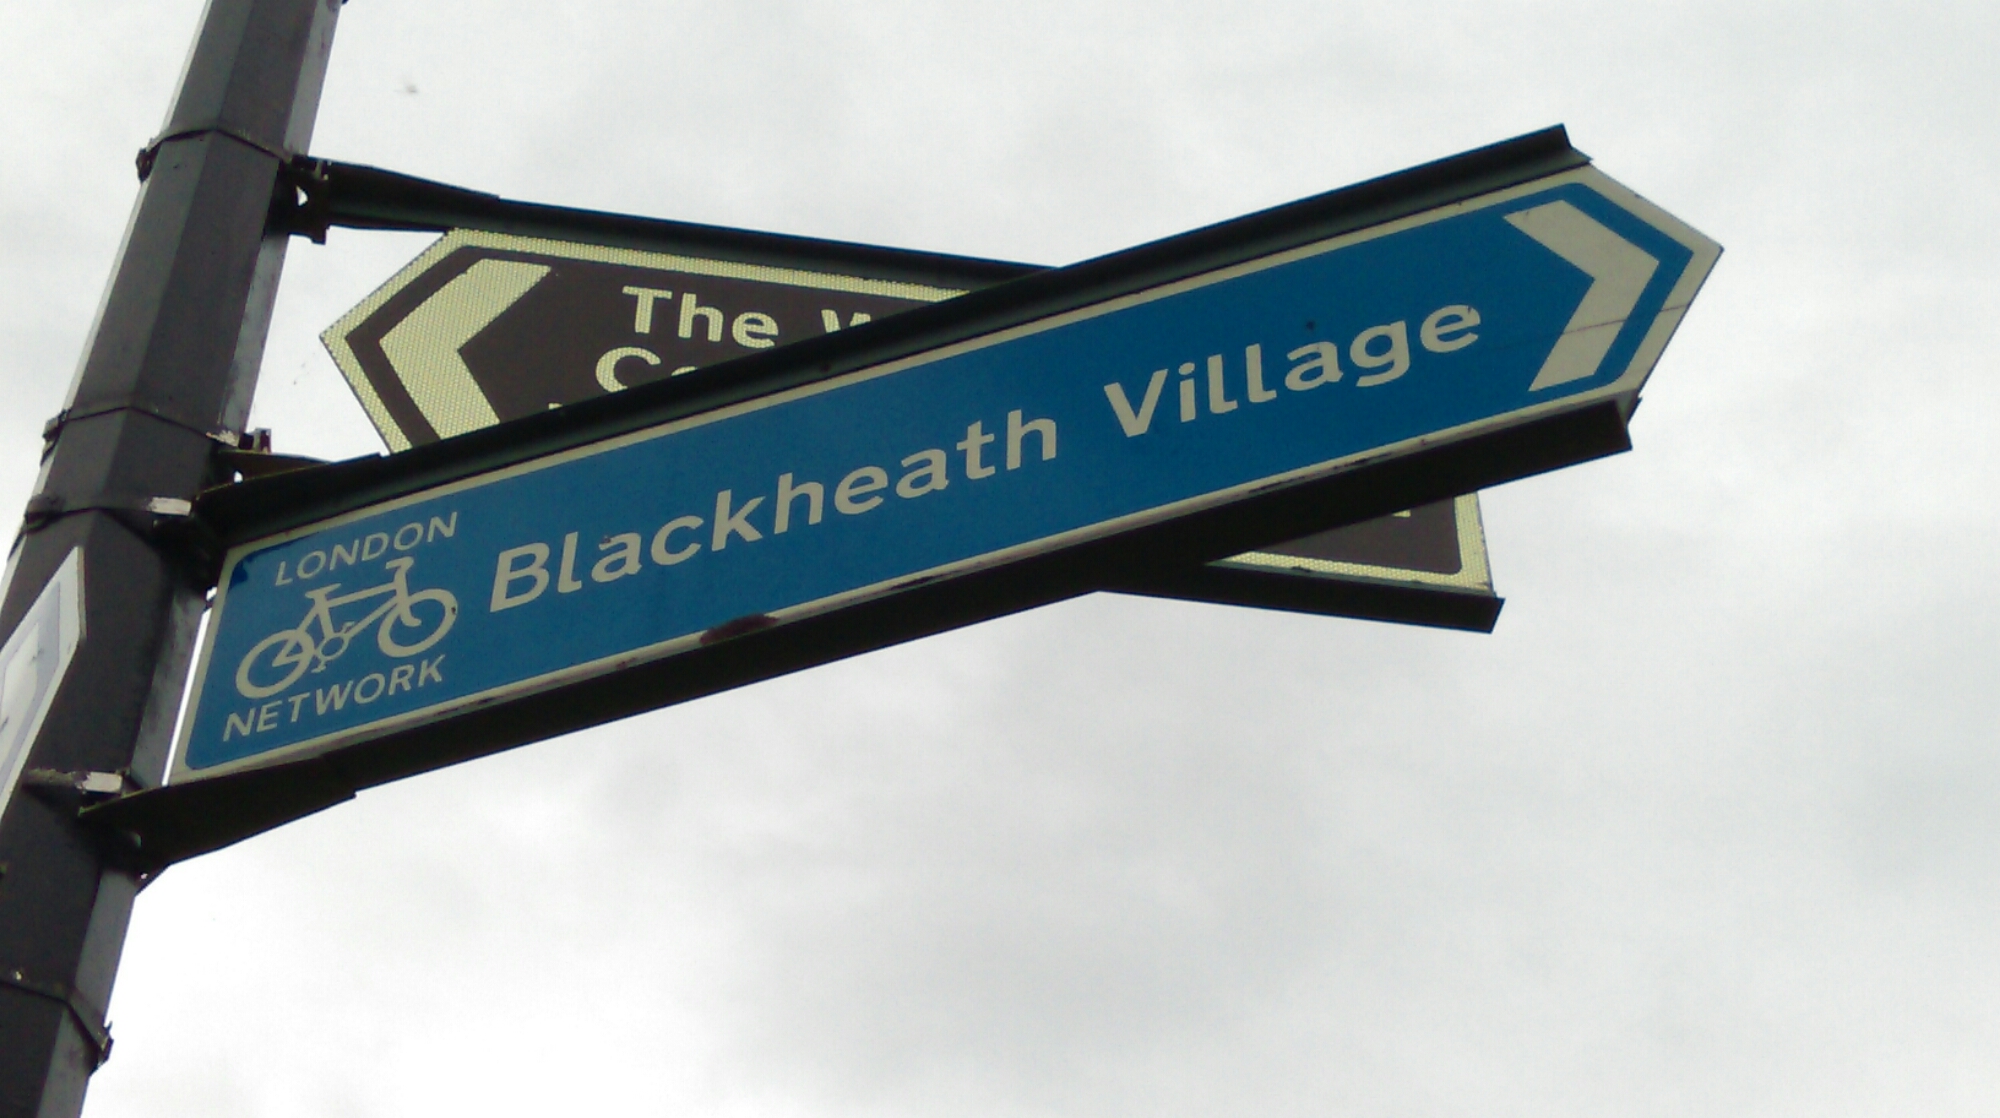 The
LONDON
NETWORK
Blackheath Village